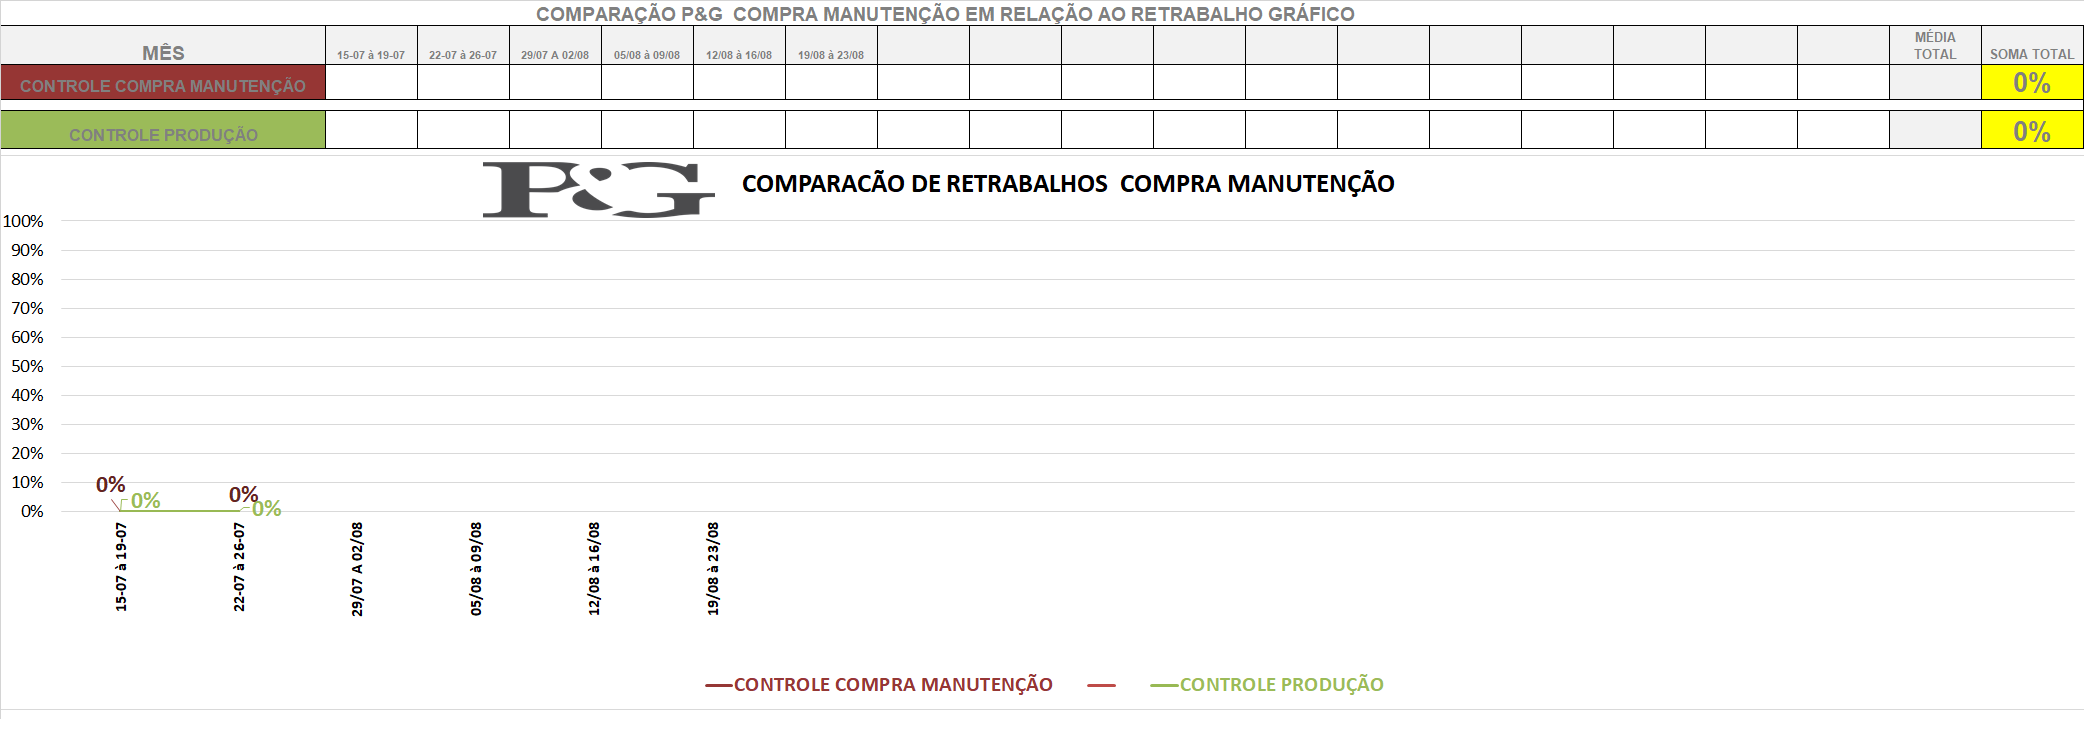 COMPARAÇÃO P&G  COMPRA MANUTENÇÃO EM RELAÇÃO AO RETRABALHO GRÁFICO
MÊS 15-07 à 19-07 22-07 à 26-07 29/07 A 02/08 05/08 à 09/08 12/08 à 16/08 19/08 à 23/08 MÉDIA TOTAL SOMA TOTAL
CONTROLE COMPRA MANUTENÇÃO 0%
CONTROLE PRODUÇÃO 0%
P&G COMPARACÃO DE RETRABALHOS  COMPRA MANUTENÇÃO
100%
90%
80%
70%
60%
50%
40%
30%
20%
10%
0%
0% 0%
0% 0%
15-07 à 19-07
22-07 à 26-07
29/07 A 02/08
05/08 à 09/08
12/08 à 16/08
19/08 à 23/08
CONTROLE COMPRA MANUTENÇÃO CONTROLE PRODUÇÃO